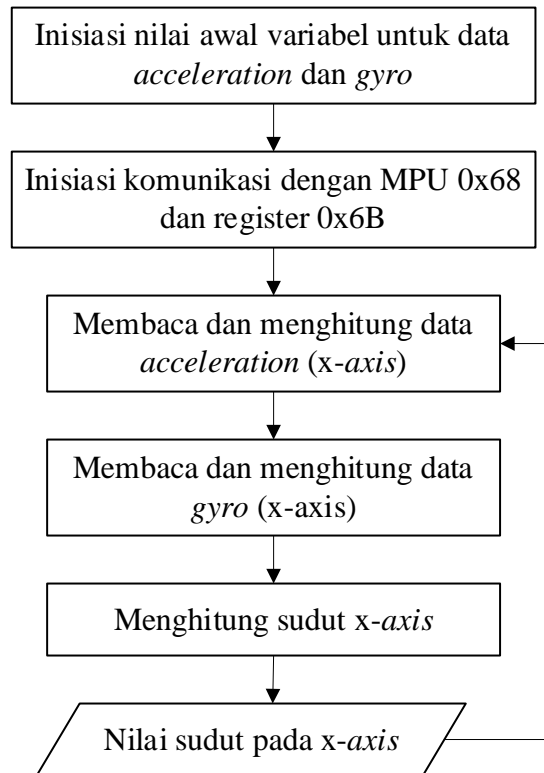 Inisiasi nilai awal variabel untuk data
acceleration dan gyro
Inisiasi komunikasi dengan MPU 0x68
dan register 0x6B
Membaca dan menghitung data
acceleration (x-axis)
Membaca dan menghitung data
gyro (x-axis)
Menghitung sudut x-axis
Nilai sudut pada x-axis